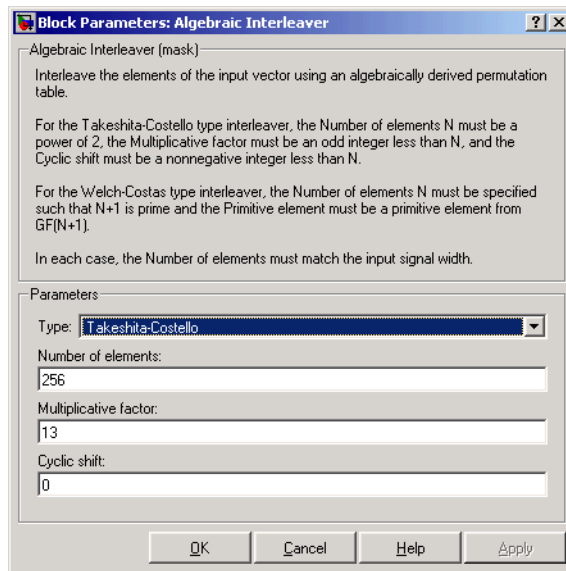 Block Parameters: Algebraic Interleaver
Algebraic Interleaver (mask)
Interleave the elements of the input vector using an algebraically derived permutation
table.
For the Takeshita-Costello type interleaver, the Number of elements N must be a
power of 2, the Multiplicative factor must be an odd integer less than N, and the
Cyclic shift must be a nonnegative integer less than N.
For the Welch-Costas type interleaver, the Number of elements N must be specified
such that N+1 is prime and the Primitive element must be a primitive element from
GF(N+1).
In each case, the Number of elements must match the input signal width.
Parameters
Type: Takeshita-Costello
Number of elements:
256
Multiplicative factor:
13
Cyclic shift:
0
OK Cancel Help Apply